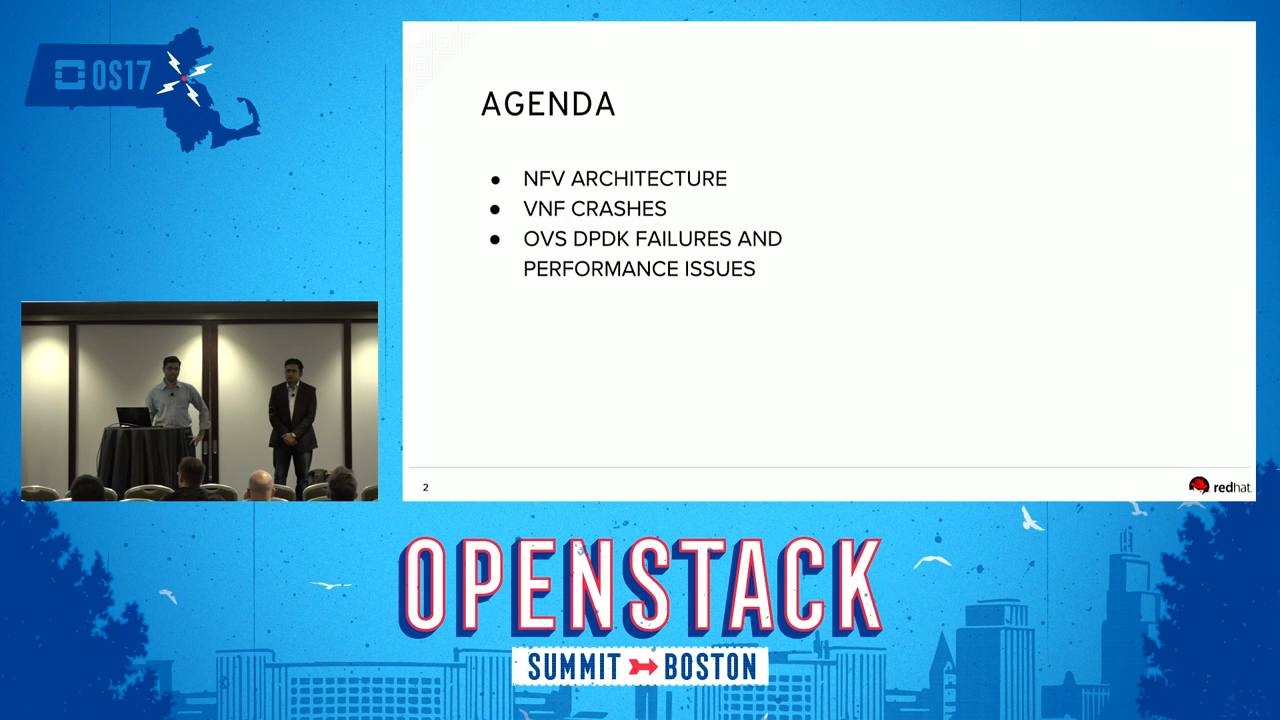 OS17
AGENDA
● NFV ARCHITECTURE
● VNF CRASHES
● OVS DPDK FAILURES AND
PERFORMANCE ISSUES
2
redhat.
OPENSTACK
SUMMIT BOSTON